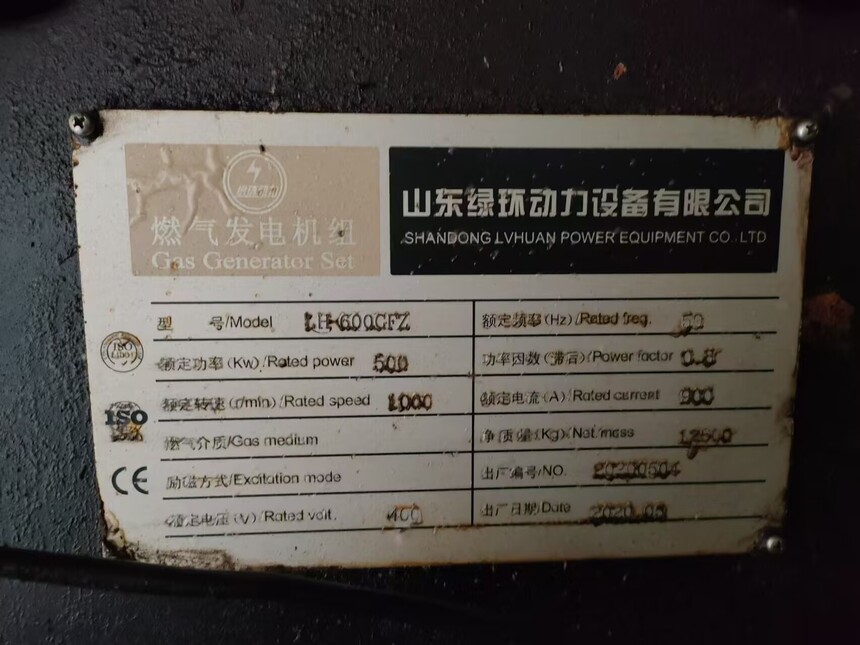 燃气发电机组
Gas Generator Set
山东绿环动力设备有限公司
SHANDONG LVHUAN POWER EQUIPMENT CO. LTD
型 号/Model LH-600GFZ
额定频率(Hz)/Rated freq. 50
额定功率(Kw)/Rated power 500
功率因数(滞后)/Power factor 0.8
额定转速(r/min)/Rated speed 1000
额定电流(A)/Rated current 900
燃气介质/Gas medium
净质量(Kg)/Net.mass 12500
励磁方式/Excitation mode
出厂编号/NO. 20200504
额定电压(V)/Rated volt. 400
出厂日期/Date 2020.05
ISO
ISO
CE